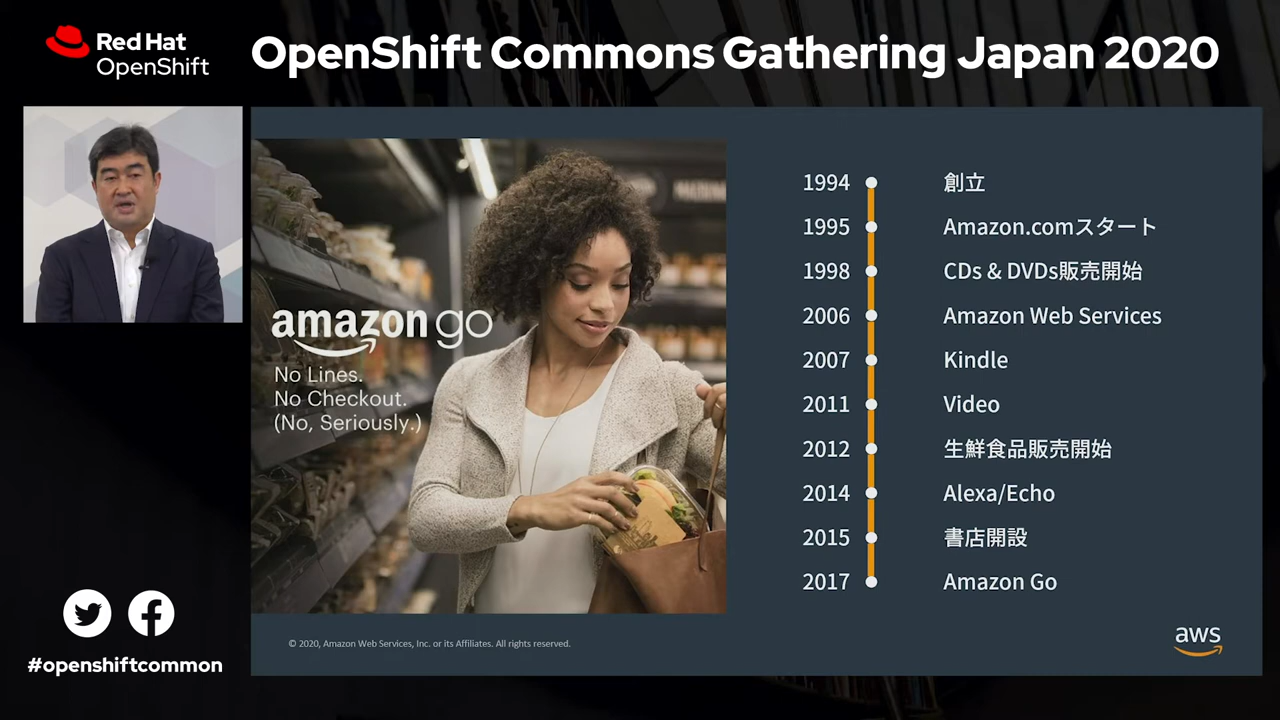 Red Hat
OpenShift
OpenShift Commons Gathering Japan 2020
amazon go
No Lines.
No Checkout.
(No, Seriously.)
1994 創立
1995 Amazon.comスタート
1998 CDs & DVDs販売開始
2006 Amazon Web Services
2007 Kindle
2011 Video
2012 生鮮食品販売開始
2014 Alexa/Echo
2015 書店開設
2017 Amazon Go
© 2020, Amazon Web Services, Inc. or its Affiliates. All rights reserved.
aws
#openshiftcommon